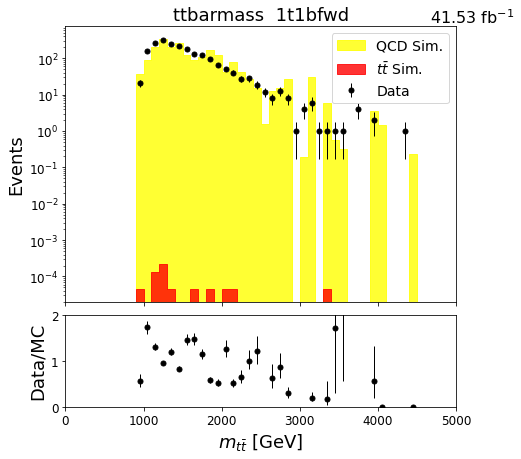 ttbarmass 1t1bfwd
41.53 fb⁻¹
QCD Sim.
tt̄ Sim.
Data
Events
10²
10¹
10⁰
10⁻¹
10⁻²
10⁻³
10⁻⁴
Data/MC
2
1
0
0 1000 2000 3000 4000 5000
m_tt̄ [GeV]